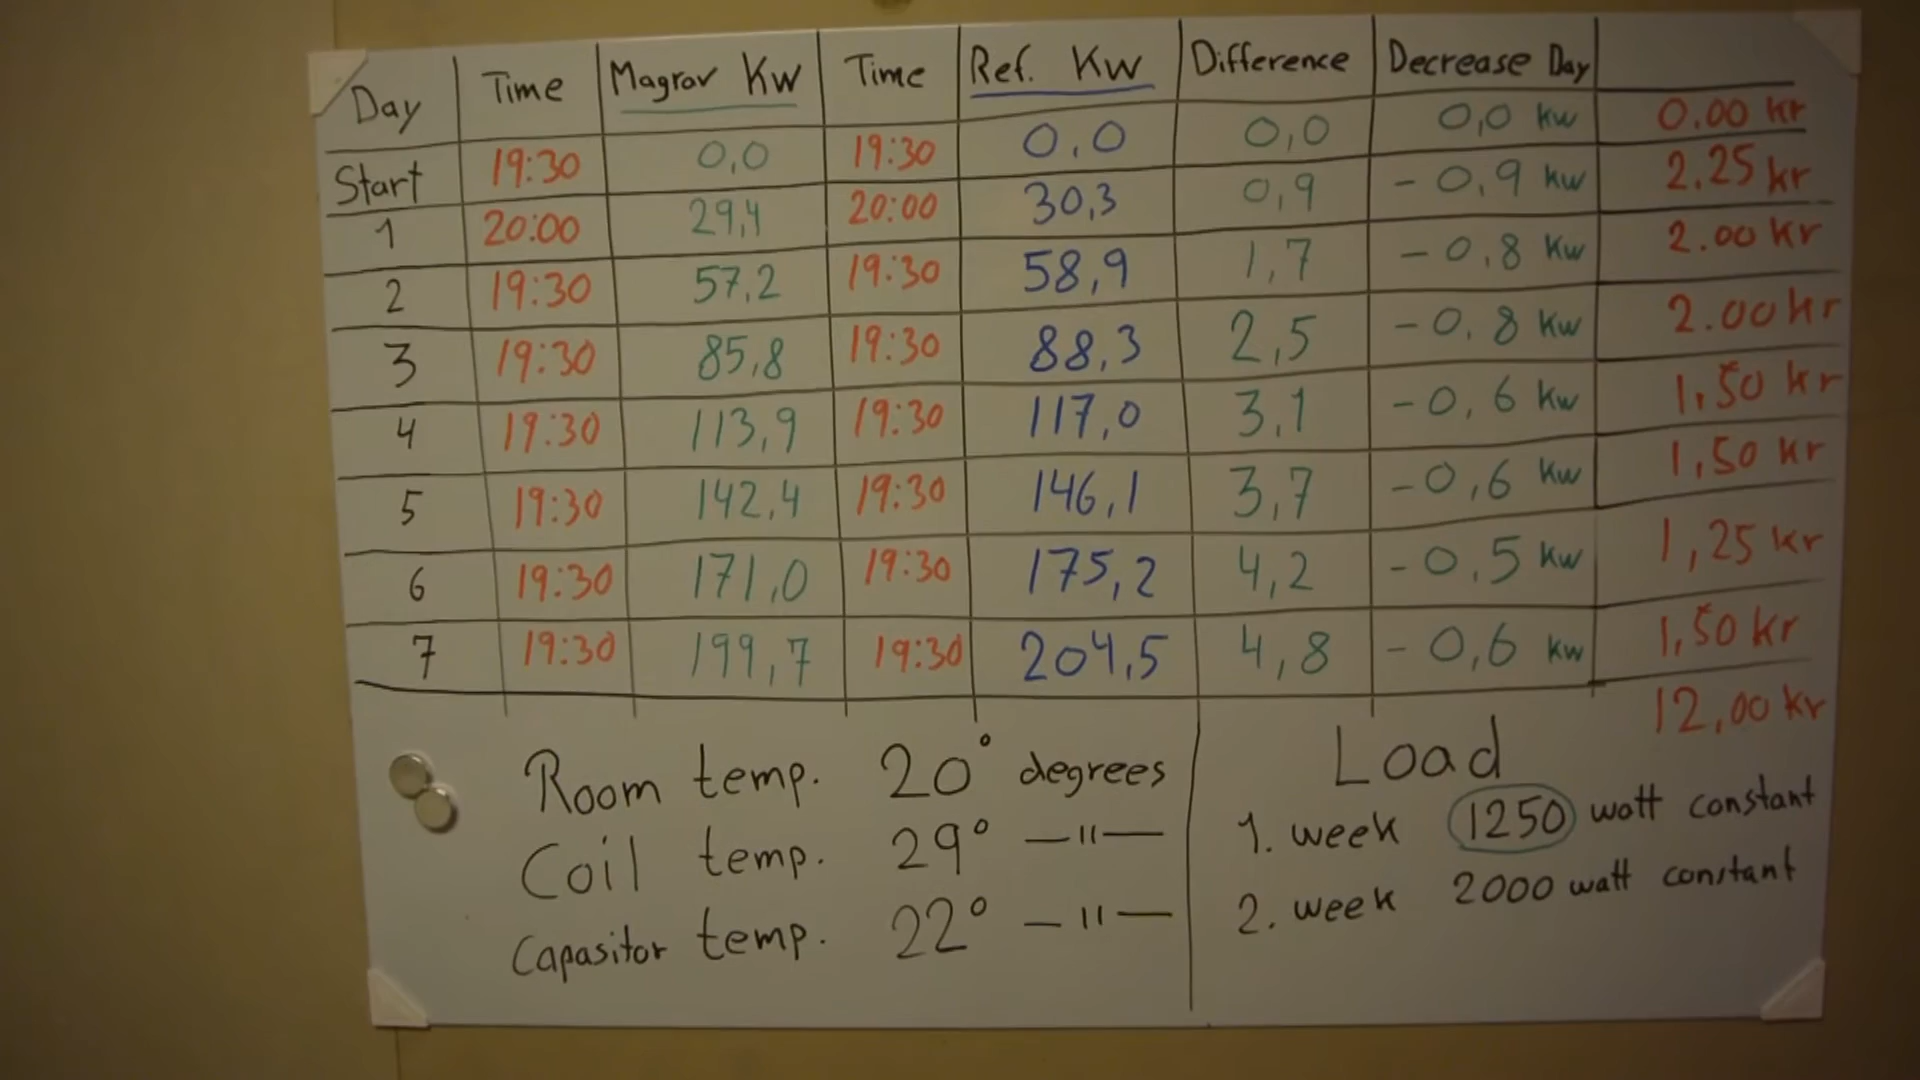 Day Time Magrav Kw Time Ref. Kw Difference Decrease Day
Start 19:30 0,0 19:30 0,0 0,0 0,0 kw 0.00 kr
1 20:00 29,4 20:00 30,3 0,9 - 0,9 kw 2.25 kr
2 19:30 57,2 19:30 58,9 1,7 - 0,8 Kw 2.00 kr
3 19:30 85,8 19:30 88,3 2,5 - 0.8 Kw 2.00 kr
4 19:30 113,9 19:30 117,0 3,1 - 0,6 Kw 1,50 kr
5 19:30 142,4 19:30 146,1 3,7 - 0,6 Kw 1,50 kr
6 19:30 171,0 19:30 175,2 4,2 - 0,5 Kw 1,25 kr
7 19:30 199,7 19:30 204,5 4,8 - 0,6 Kw 1,50 kr
12,00 kr
Room temp. 20° degrees
Coil temp. 29° —"—
Capasitor temp. 22° —"—
Load
1. week 1250 watt constant
2. week 2000 watt constant